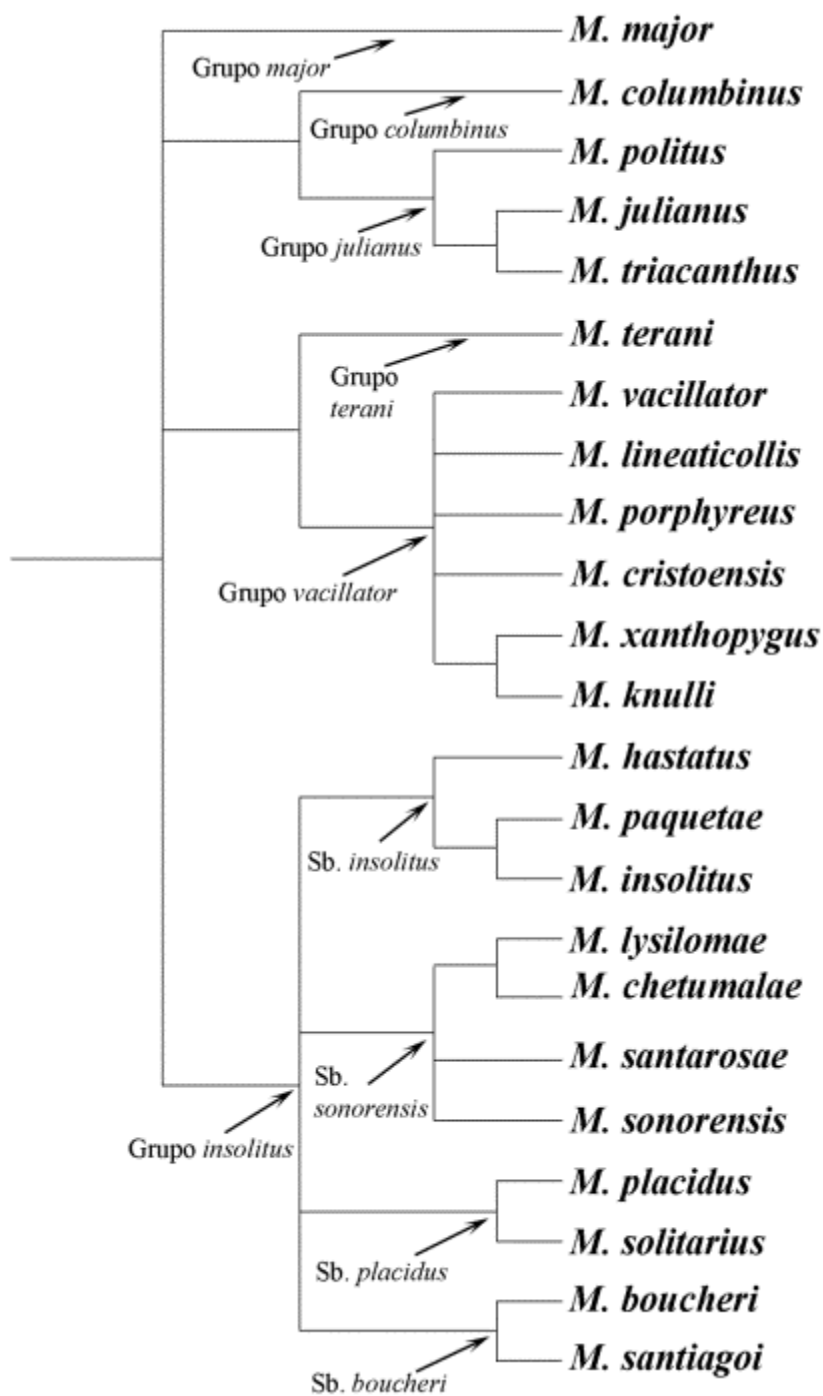 M. major
Grupo major
M. columbinus
Grupo columbinus
M. politus
M. julianus
Grupo julianus
M. triacanthus
M. terani
Grupo
terani
M. vacillator
M. lineaticollis
M. porphyreus
M. cristoensis
Grupo vacillator
M. xanthopygus
M. knulli
M. hastatus
M. paquetae
Sb. insolitus
M. insolitus
M. lysilomae
M. chetumalae
M. santarosae
Sb.
sonorensis
M. sonorensis
Grupo insolitus
M. placidus
M. solitarius
Sb. placidus
M. boucheri
M. santiagoi
Sb. boucheri